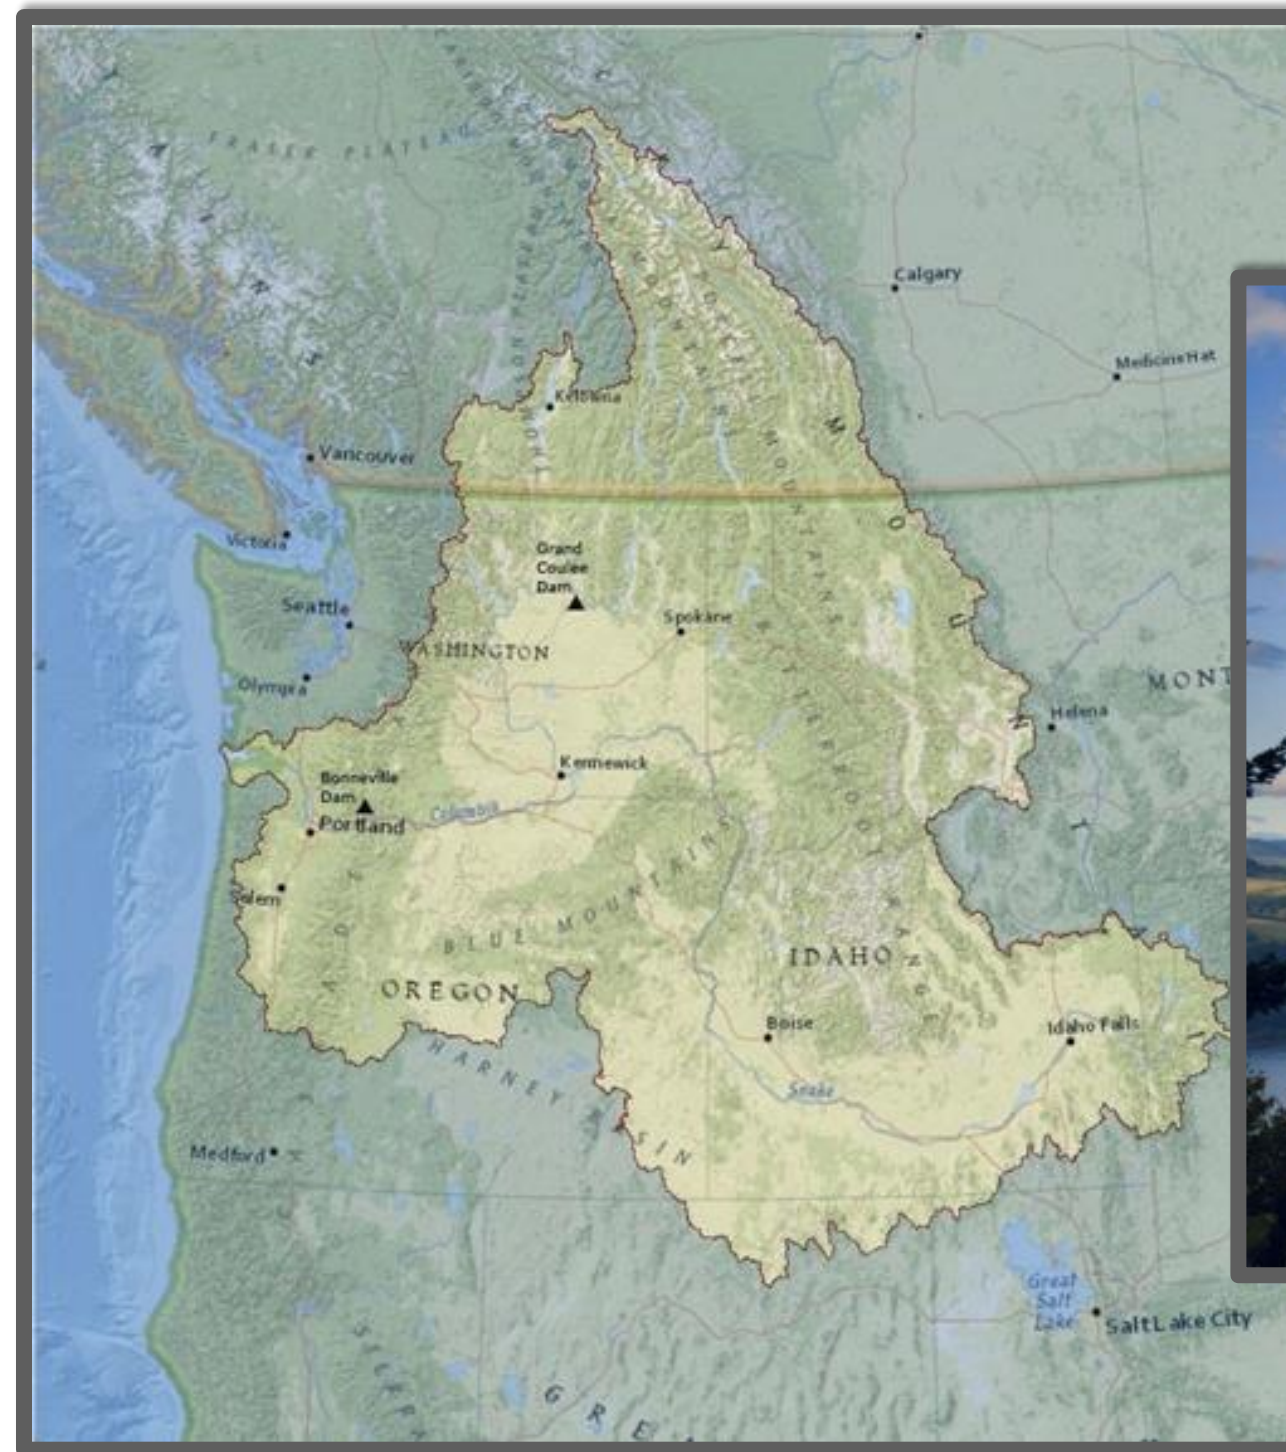 FRASER PLATEAU
Calgary
Medicine Hat
Kelowna
Vancouver
Victoria
Grand
Coulee
Dam
Seattle
Spokane
WASHINGTON
Olympia
MONT
Helena
Kennewick
Bonneville
Dam
Columbia
Portland
Salem
BLUE MOUNTAINS
IDAHO
OREGON
Boise
Idaho Falls
HARNEY
Snake
Medford
Great
Salt
Lake
Salt Lake City
GRE